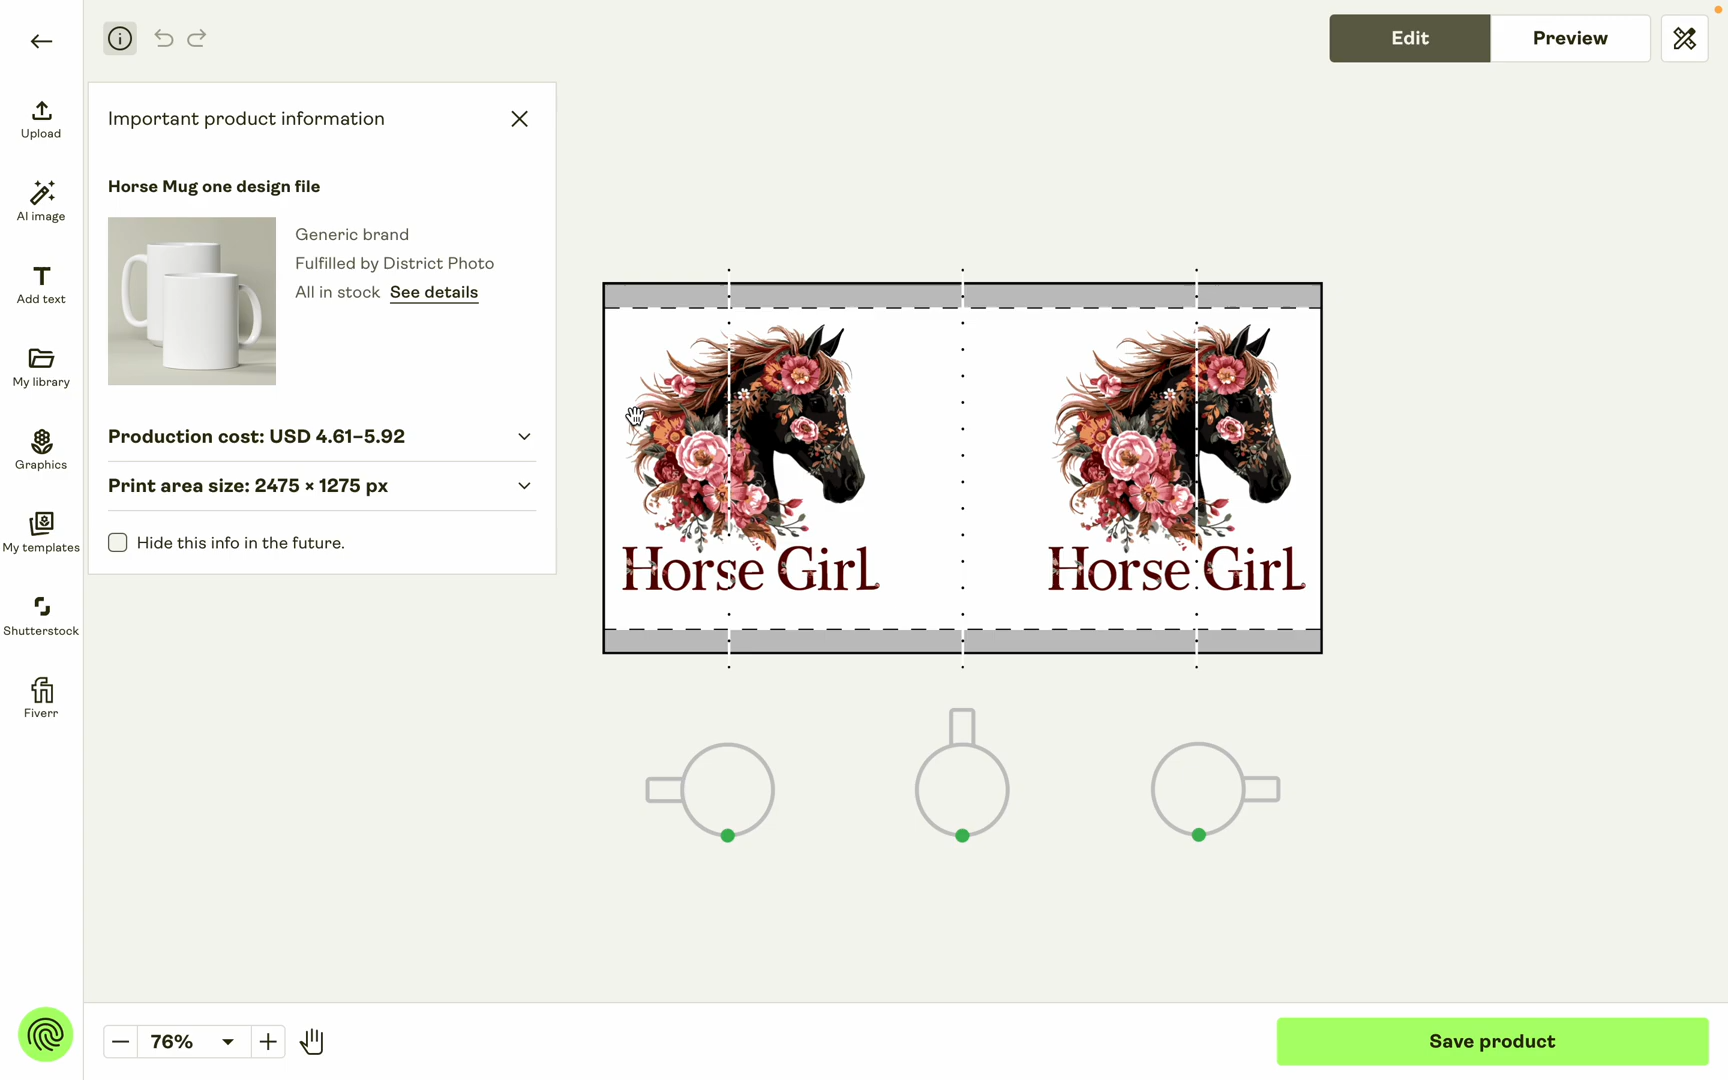 Edit
Preview
Upload
Important product information
AI image
Horse Mug one design file
Generic brand
Fulfilled by District Photo
All in stock See details
Add text
My library
Production cost: USD 4.61–5.92
Graphics
Print area size: 2475 × 1275 px
My templates
Hide this info in the future.
Horse Girl
Horse Girl
Shutterstock
Fiverr
76%
Save product